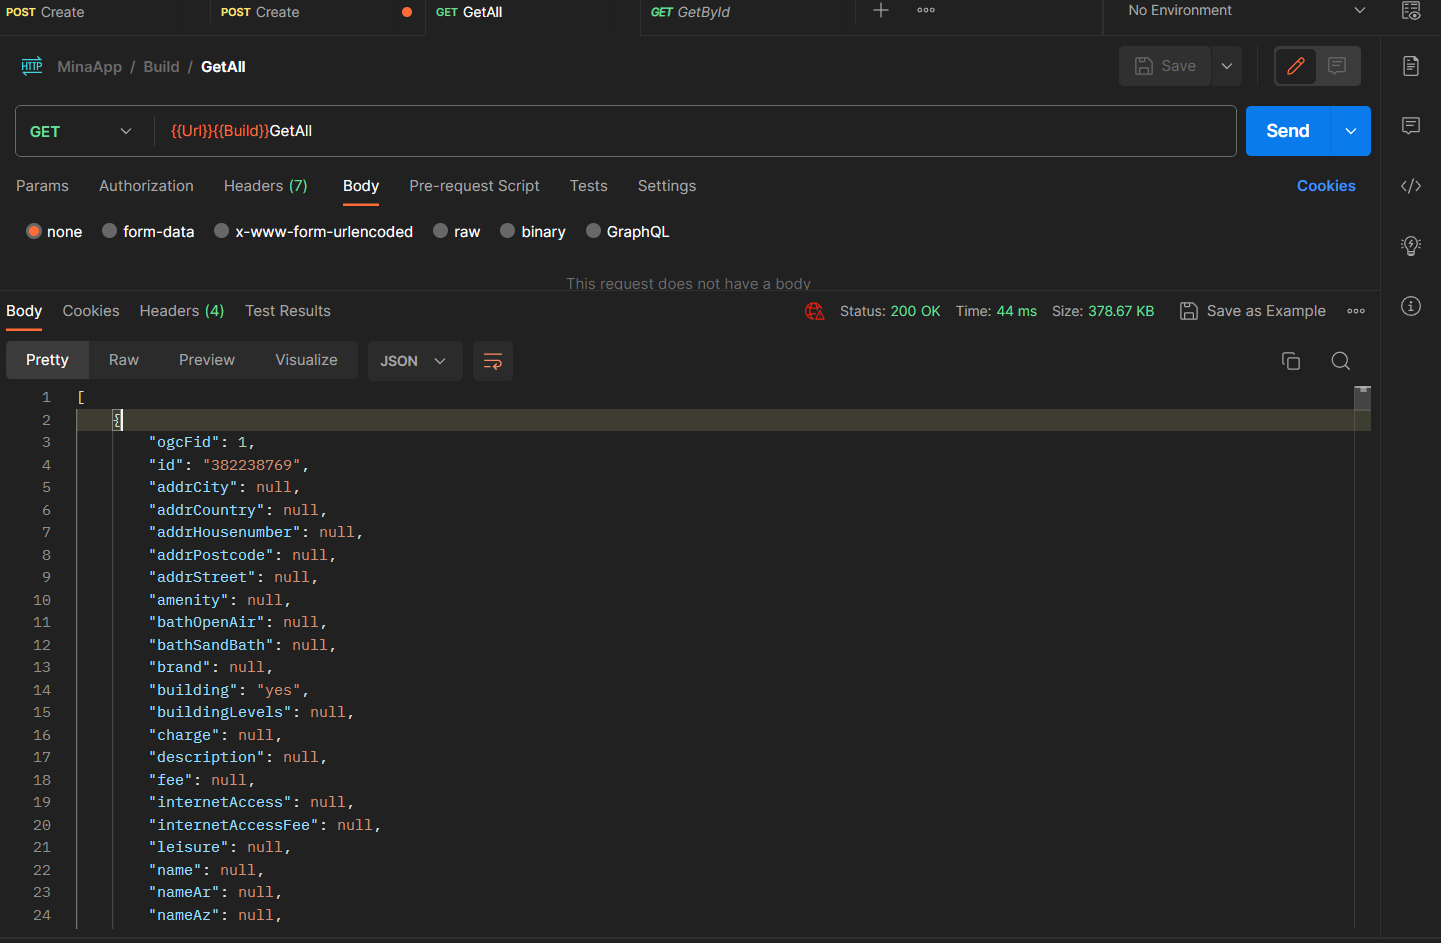 POST Create POST Create GET GetAll GET GetById No Environment
HTTP MinaApp / Build / GetAll Save
GET {{Url}}{{Build}}GetAll Send
Params Authorization Headers (7) Body Pre-request Script Tests Settings Cookies
none form-data x-www-form-urlencoded raw binary GraphQL
This request does not have a body
Body Cookies Headers (4) Test Results Status: 200 OK Time: 44 ms Size: 378.67 KB Save as Example
Pretty Raw Preview Visualize JSON
1 [
2 {
3 "ogcFid": 1,
4 "id": "382238769",
5 "addrCity": null,
6 "addrCountry": null,
7 "addrHousenumber": null,
8 "addrPostcode": null,
9 "addrStreet": null,
10 "amenity": null,
11 "bathOpenAir": null,
12 "bathSandBath": null,
13 "brand": null,
14 "building": "yes",
15 "buildingLevels": null,
16 "charge": null,
17 "description": null,
18 "fee": null,
19 "internetAccess": null,
20 "internetAccessFee": null,
21 "leisure": null,
22 "name": null,
23 "nameAr": null,
24 "nameAz": null,